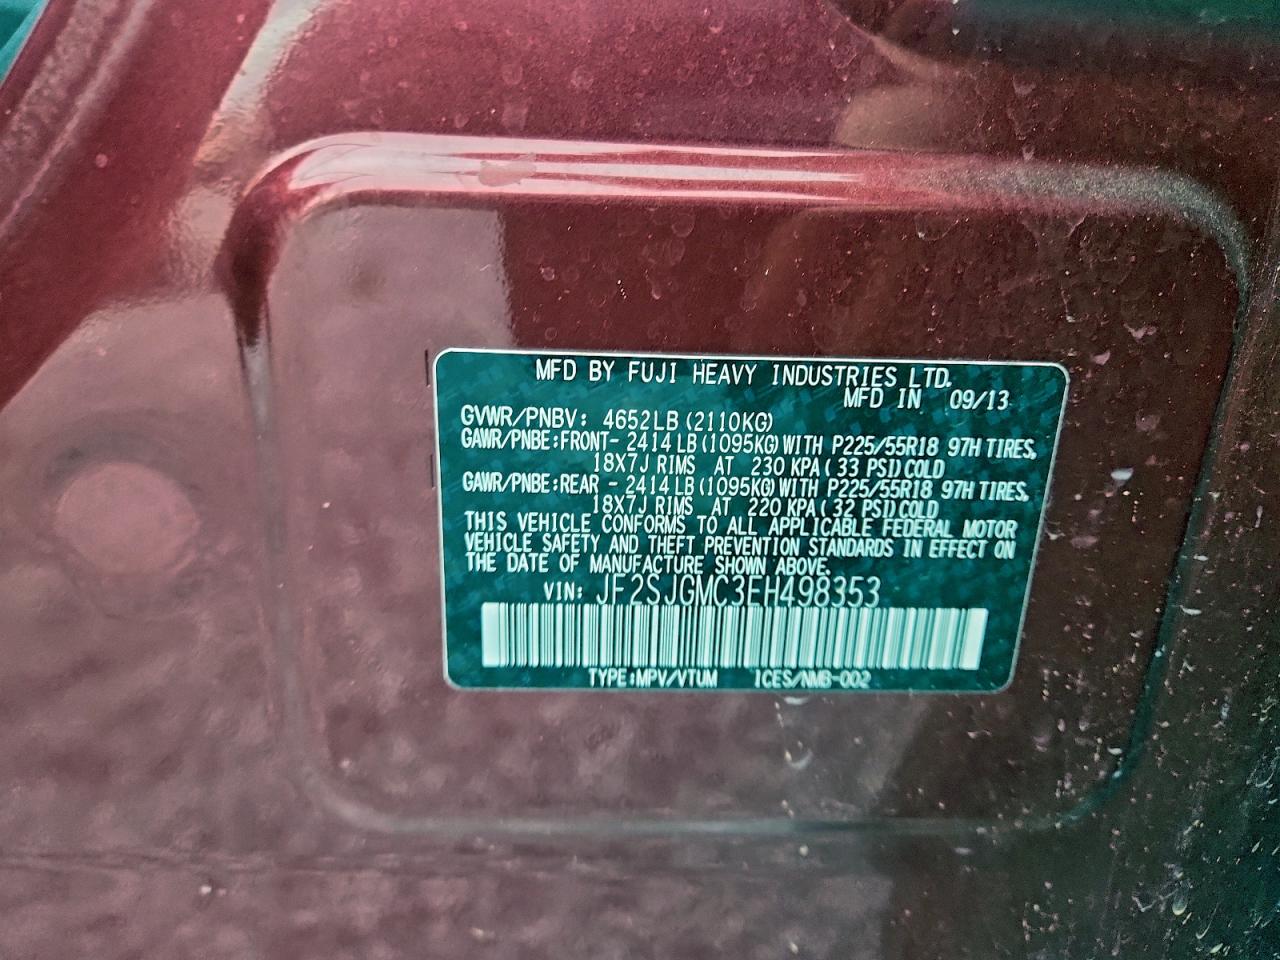 MFD BY FUJI HEAVY INDUSTRIES LTD.
MFD IN 09/13
GVWR/PNBV: 4652LB (2110KG)
GAWR/PNBE:FRONT- 2414 LB (1095KG) WITH P225/55R18 97H TIRES,
18X7J RIMS AT 230 KPA ( 33 PSI) COLD
GAWR/PNBE:REAR - 2414 LB (1095KG) WITH P225/55R18 97H TIRES,
18X7J RIMS AT 220 KPA ( 32 PSI) COLD
THIS VEHICLE CONFORMS TO ALL APPLICABLE FEDERAL MOTOR
VEHICLE SAFETY AND THEFT PREVENTION STANDARDS IN EFFECT ON
THE DATE OF MANUFACTURE SHOWN ABOVE.
VIN: JF2SJGMC3EH498353
TYPE:MPV/VTUM ICES/NMB-002